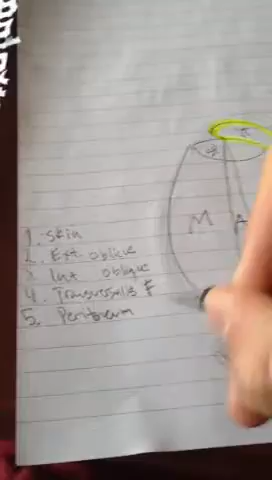 1. Skin
2. Ext. oblique
3. Int oblique
4. Transversalis F
5. Peritoneum
M A